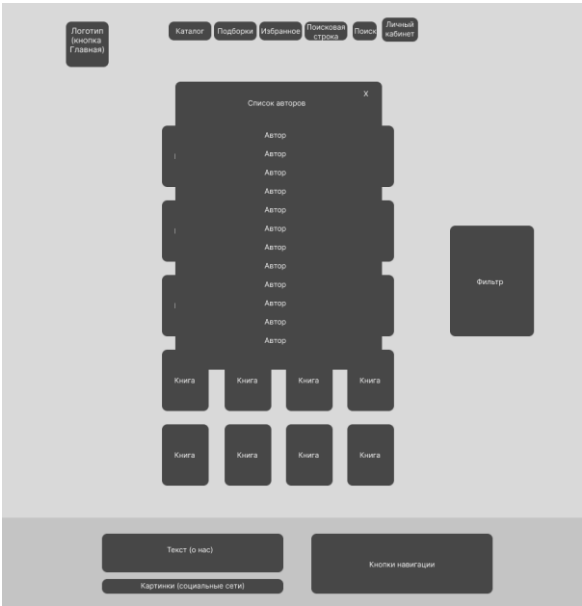 Логотип
(кнопка
Главная)
Каталог
Подборки
Избранное
Поисковая
строка
Поиск
Личный
кабинет
X
Список авторов
Автор
Автор
Автор
Автор
Автор
Автор
Автор
Автор
Автор
Автор
Автор
Автор
Фильтр
Книга
Книга
Книга
Книга
Книга
Книга
Книга
Книга
Текст (о нас)
Картинки (социальные сети)
Кнопки навигации